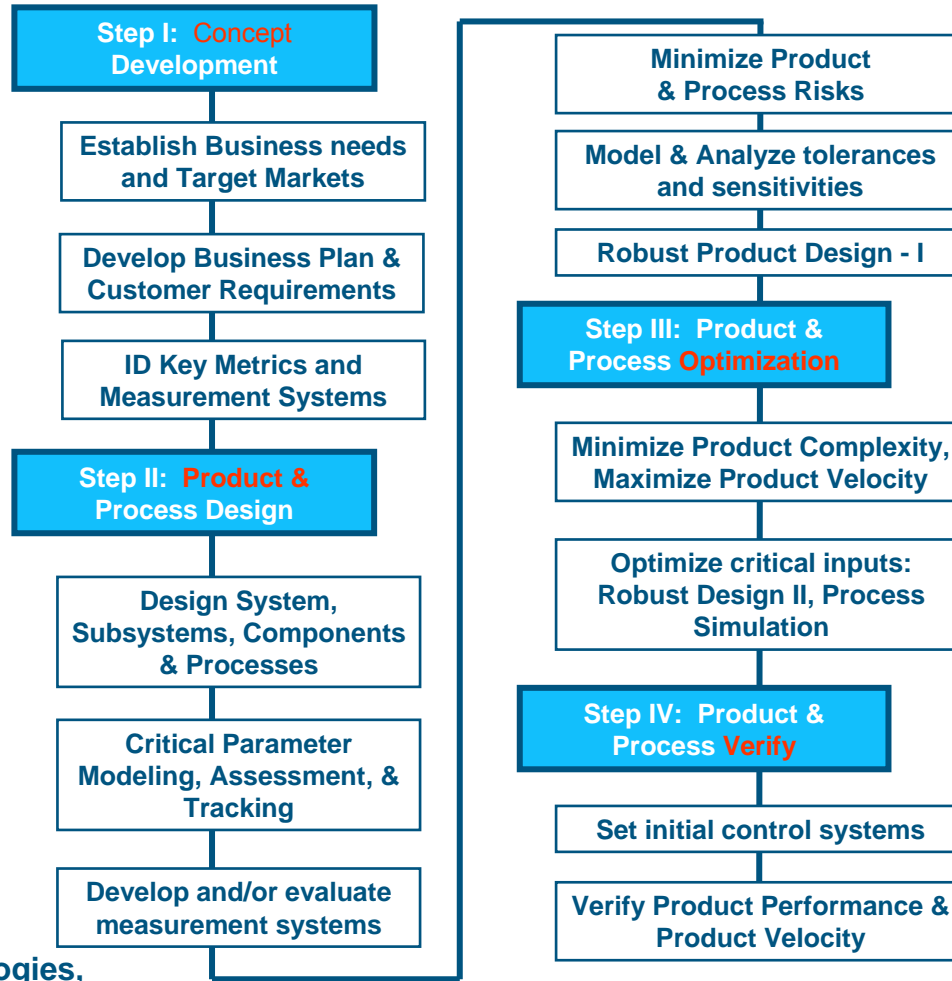 Step I: Concept
Development
Establish Business needs
and Target Markets
Develop Business Plan &
Customer Requirements
ID Key Metrics and
Measurement Systems
Step II: Product &
Process Design
Design System,
Subsystems, Components
& Processes
Critical Parameter
Modeling, Assessment, &
Tracking
Develop and/or evaluate
measurement systems
Minimize Product
& Process Risks
Model & Analyze tolerances
and sensitivities
Robust Product Design - I
Step III: Product &
Process Optimization
Minimize Product Complexity,
Maximize Product Velocity
Optimize critical inputs:
Robust Design II, Process
Simulation
Step IV: Product &
Process Verify
Set initial control systems
Verify Product Performance &
Product Velocity
ogies,